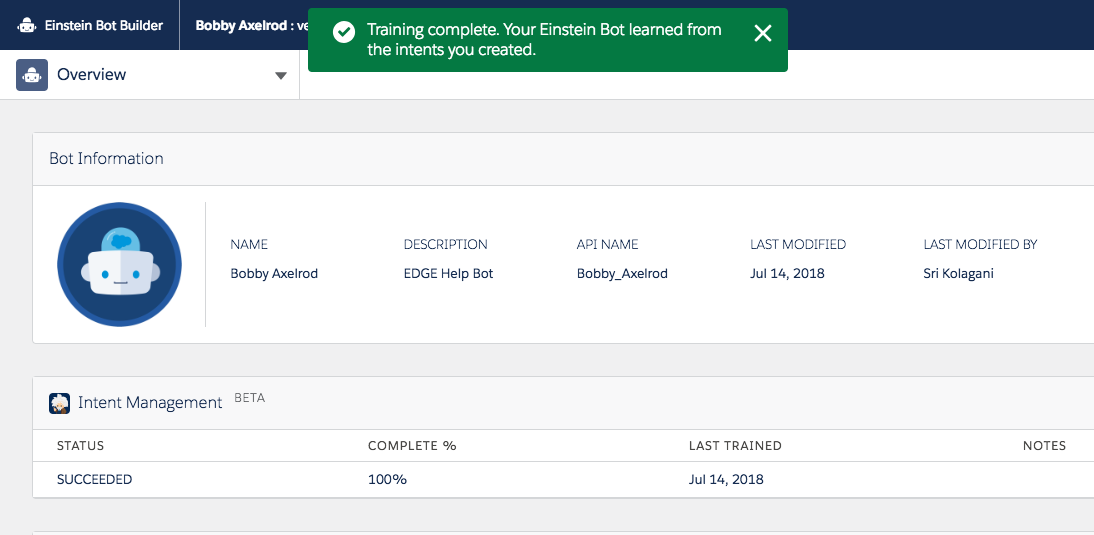 Einstein Bot Builder
Bobby Axelrod : ve
Training complete. Your Einstein Bot learned from
the intents you created.
Overview
Bot Information
NAME
DESCRIPTION
API NAME
LAST MODIFIED
LAST MODIFIED BY
Bobby Axelrod
EDGE Help Bot
Bobby_Axelrod
Jul 14, 2018
Sri Kolagani
Intent Management BETA
STATUS
COMPLETE %
LAST TRAINED
NOTES
SUCCEEDED
100%
Jul 14, 2018